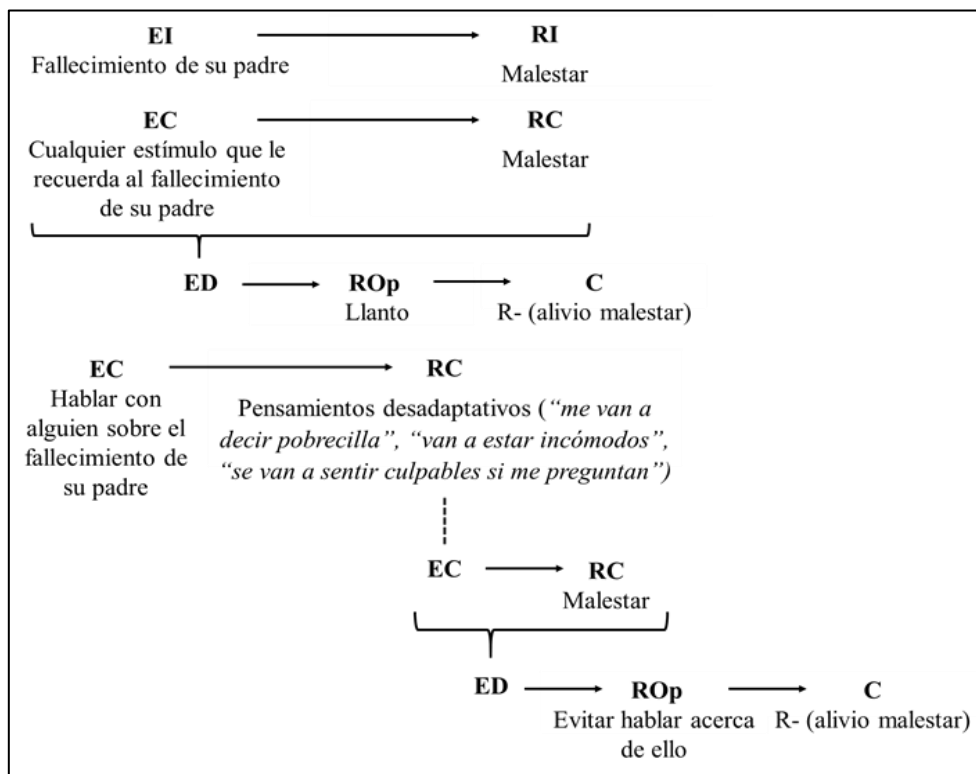 EI RI
Fallecimiento de su padre Malestar
EC RC
Cualquier estímulo que le Malestar
recuerda al fallecimiento
de su padre
ED ROp C
Llanto R- (alivio malestar)
EC RC
Hablar con
alguien sobre el
fallecimiento de
su padre
Pensamientos desadaptativos (“me van a
decir pobrecilla”, “van a estar incómodos”,
“se van a sentir culpables si me preguntan”)
EC RC
Malestar
ED ROp C
Evitar hablar acerca R- (alivio malestar)
de ello